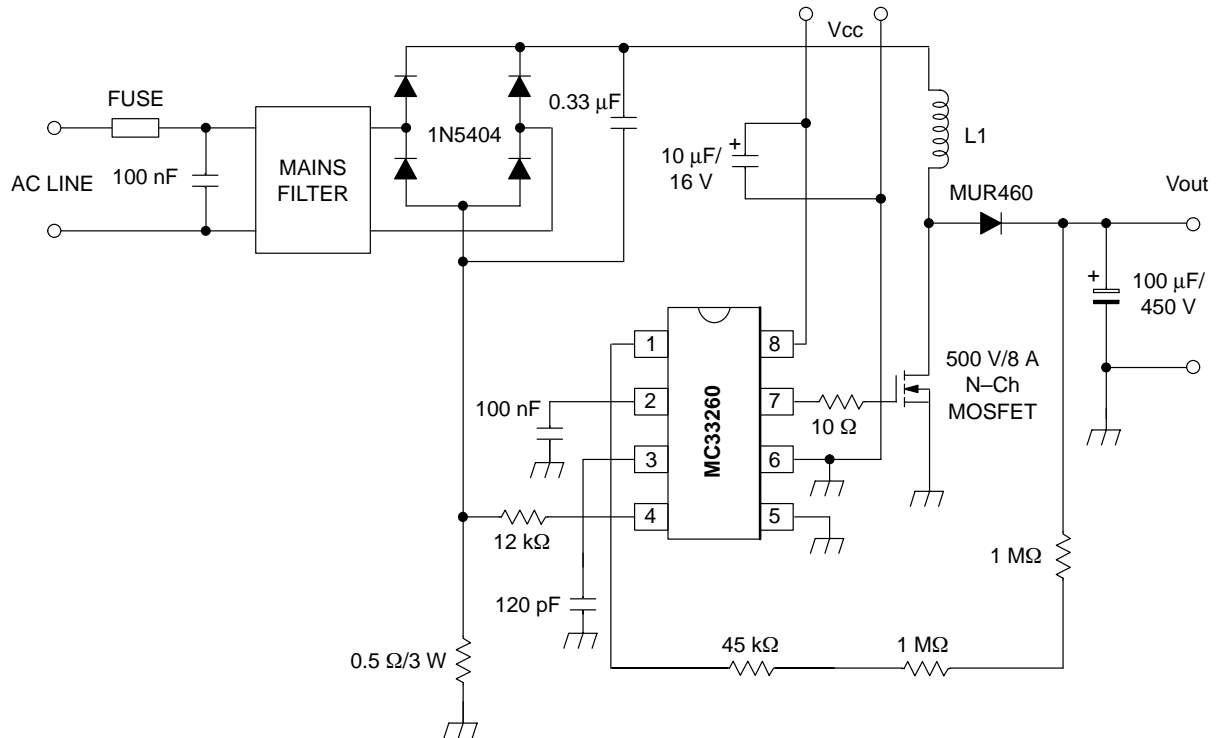 Vcc
FUSE
0.33 µF
1N5404
L1
100 nF
MAINS
FILTER
10 µF/
16 V
AC LINE
MUR460
Vout
+
+
100 µF/
450 V
1
8
500 V/8 A
N–Ch
MOSFET
100 nF
2
7
10 Ω
MC33260
3
6
4
5
12 kΩ
1 MΩ
120 pF
45 kΩ
1 MΩ
0.5 Ω/3 W